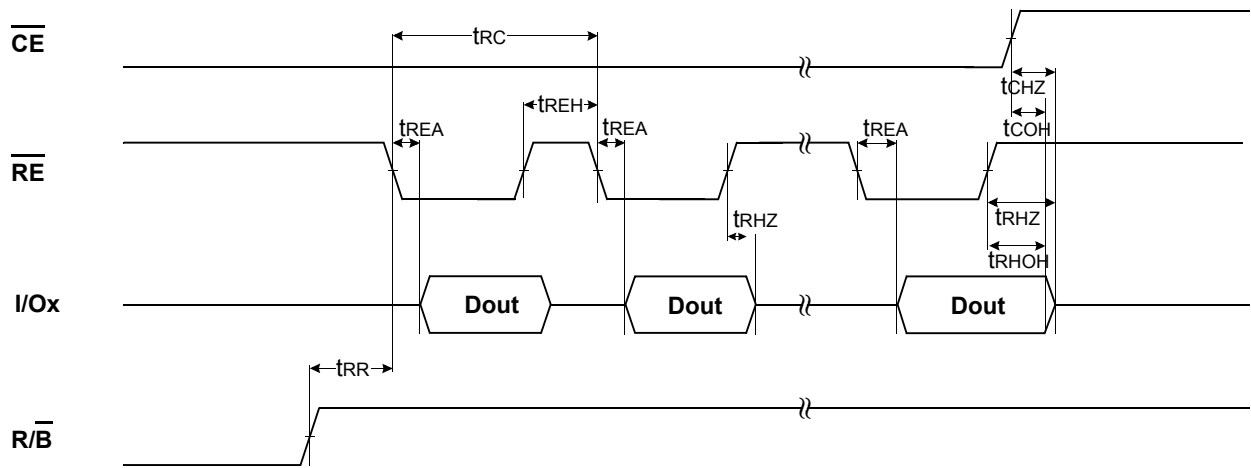 CE
tRC
tCHZ
tREH
tREA
tREA
tREA
tCOH
RE
tRHZ
tRHZ
tRHOH
I/Ox
Dout
Dout
Dout
tRR
R/B